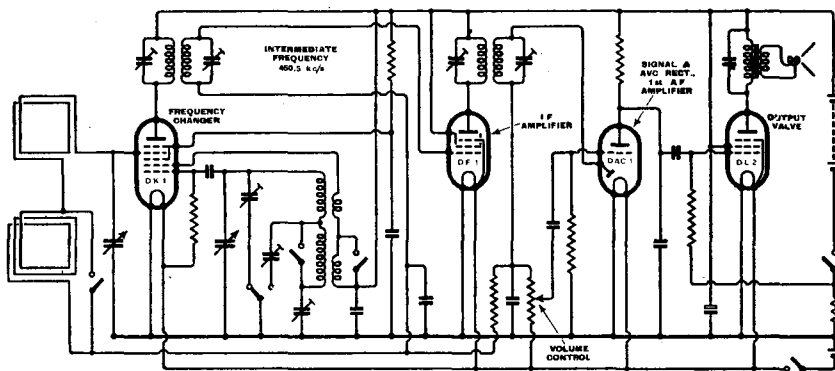 INTERMEDIATE
FREQUENCY
460.5 kc/s
FREQUENCY
CHANGER
DK1
I F
AMPLIFIER
DF1
SIGNAL &
AVC RECT.,
1st A F
AMPLIFIER
DAC1
OUTPUT
VALVE
DL2
VOLUME
CONTROL